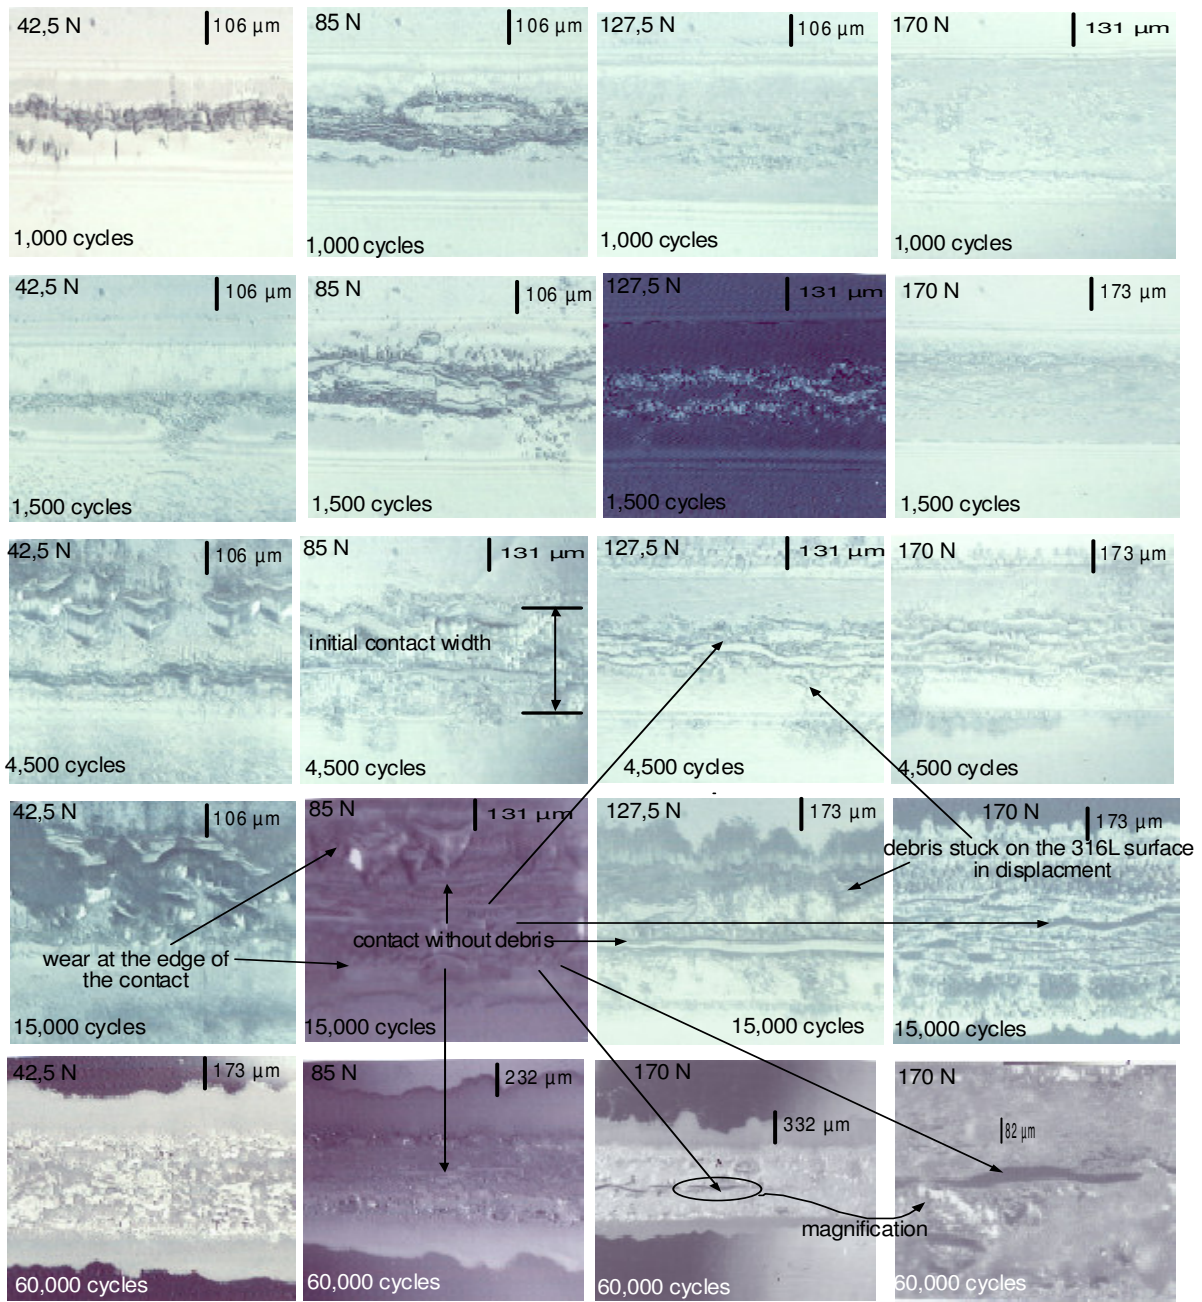 42,5 N
106 µm
1,000 cycles
85 N
106 µm
1,000 cycles
127,5 N
106 µm
1,000 cycles
170 N
131 µm
1,000 cycles
42,5 N
106 µm
1,500 cycles
85 N
106 µm
1,500 cycles
127,5 N
131 µm
1,500 cycles
170 N
173 µm
1,500 cycles
42,5 N
106 µm
4,500 cycles
85 N
131 µm
initial contact width
4,500 cycles
127,5 N
131 µm
4,500 cycles
170 N
173 µm
4,500 cycles
42,5 N
106 µm
wear at the edge of
the contact
15,000 cycles
85 N
131 µm
contact without debris
15,000 cycles
127,5 N
173 µm
15,000 cycles
170 N
173 µm
debris stuck on the 316L surface
in displacment
15,000 cycles
42,5 N
173 µm
60,000 cycles
85 N
232 µm
60,000 cycles
170 N
332 µm
magnification
60,000 cycles
170 N
82 µm
60,000 cycles